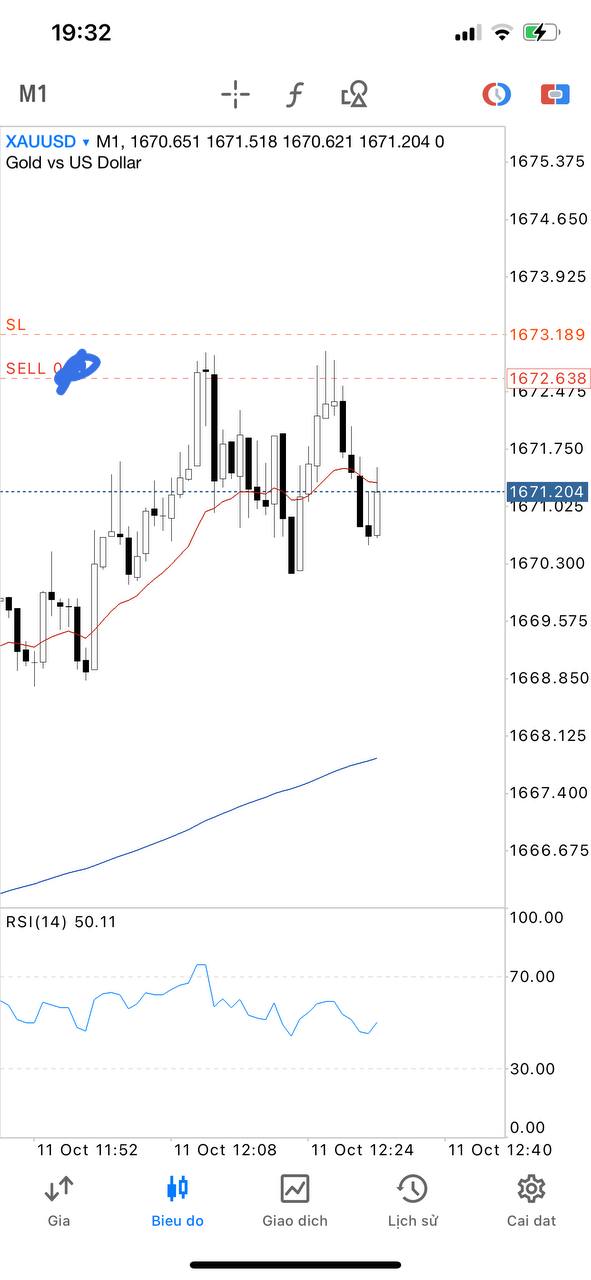 19:32
M1
XAUUSD ▾ M1, 1670.651 1671.518 1670.621 1671.204 0
Gold vs US Dollar
1675.375
1674.650
1673.925
SL
1673.189
SELL 0
1672.638
1672.475
1671.750
1671.204
1671.025
1670.300
1669.575
1668.850
1668.125
1667.400
1666.675
RSI(14) 50.11
100.00
70.00
30.00
0.00
11 Oct 11:52 11 Oct 12:08 11 Oct 12:24 11 Oct 12:40
Gia Bieu do Giao dich Lịch sử Cai dat